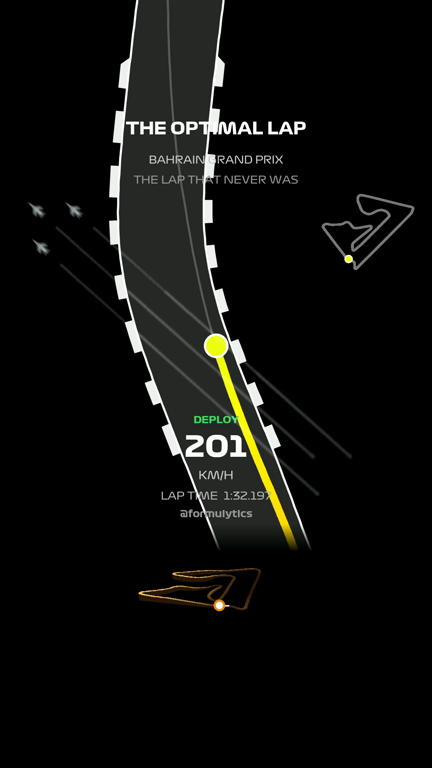 THE OPTIMAL LAP
BAHRAIN GRAND PRIX
THE LAP THAT NEVER WAS
DEPLOY
201
KM/H
LAP TIME 1:32.197
@formulytics